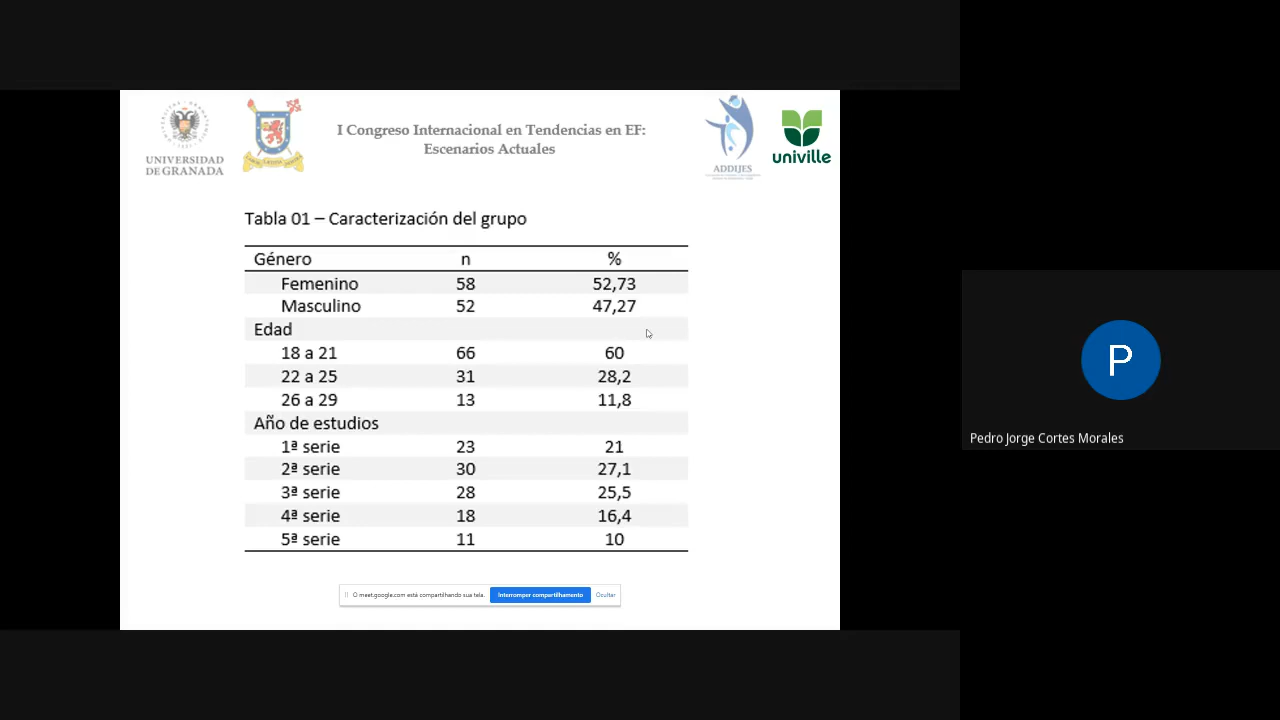 UNIVERSIDAD
DE GRANADA
I Congreso Internacional en Tendencias en EF:
Escenarios Actuales
ADDIJES
univille
Tabla 01 – Caracterización del grupo
Género n %
Femenino 58 52,73
Masculino 52 47,27
Edad
18 a 21 66 60
22 a 25 31 28,2
26 a 29 13 11,8
Año de estudios
1ª serie 23 21
2ª serie 30 27,1
3ª serie 28 25,5
4ª serie 18 16,4
5ª serie 11 10
O meet.google.com está compartilhando sua tela. Interromper compartilhamento Ocultar
P
Pedro Jorge Cortes Morales